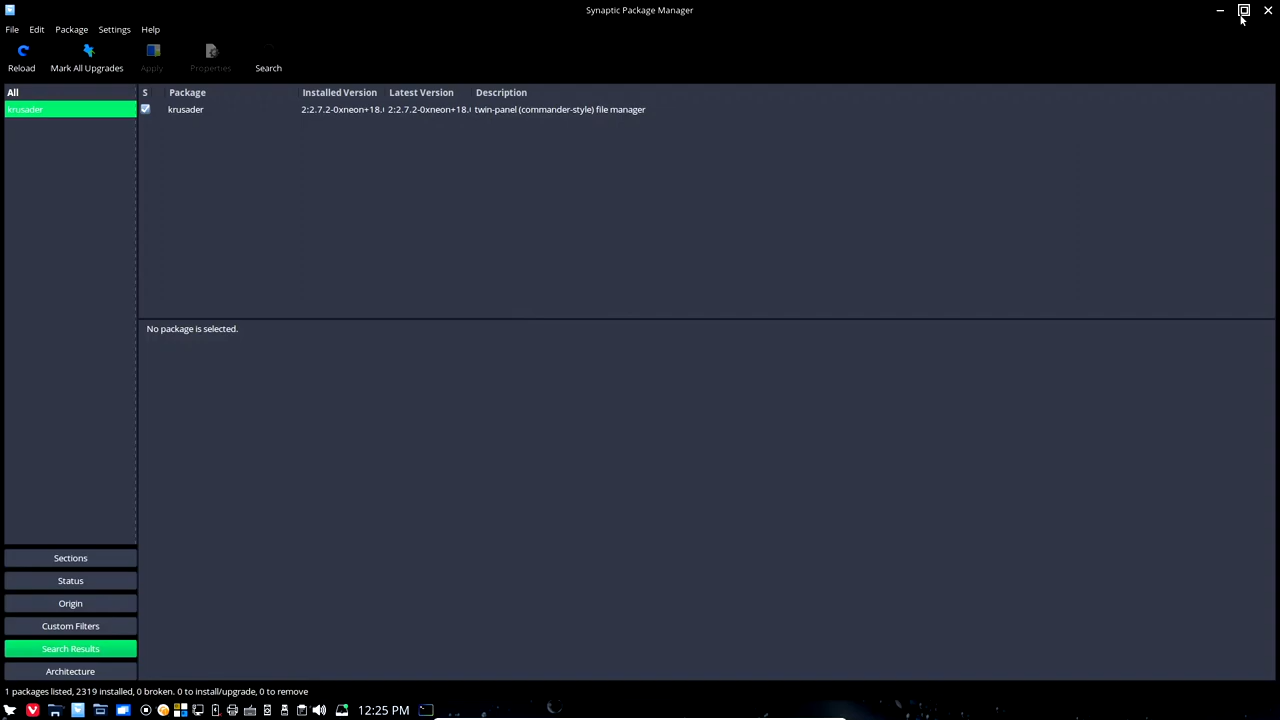 Synaptic Package Manager
File Edit Package Settings Help
Reload Mark All Upgrades Apply Properties Search
All S Package Installed Version Latest Version Description
krusader krusader 2:2.7.2-0xneon+18. 2:2.7.2-0xneon+18. twin-panel (commander-style) file manager
No package is selected.
Sections
Status
Origin
Custom Filters
Search Results
Architecture
1 packages listed, 2319 installed, 0 broken. 0 to install/upgrade, 0 to remove
12:25 PM